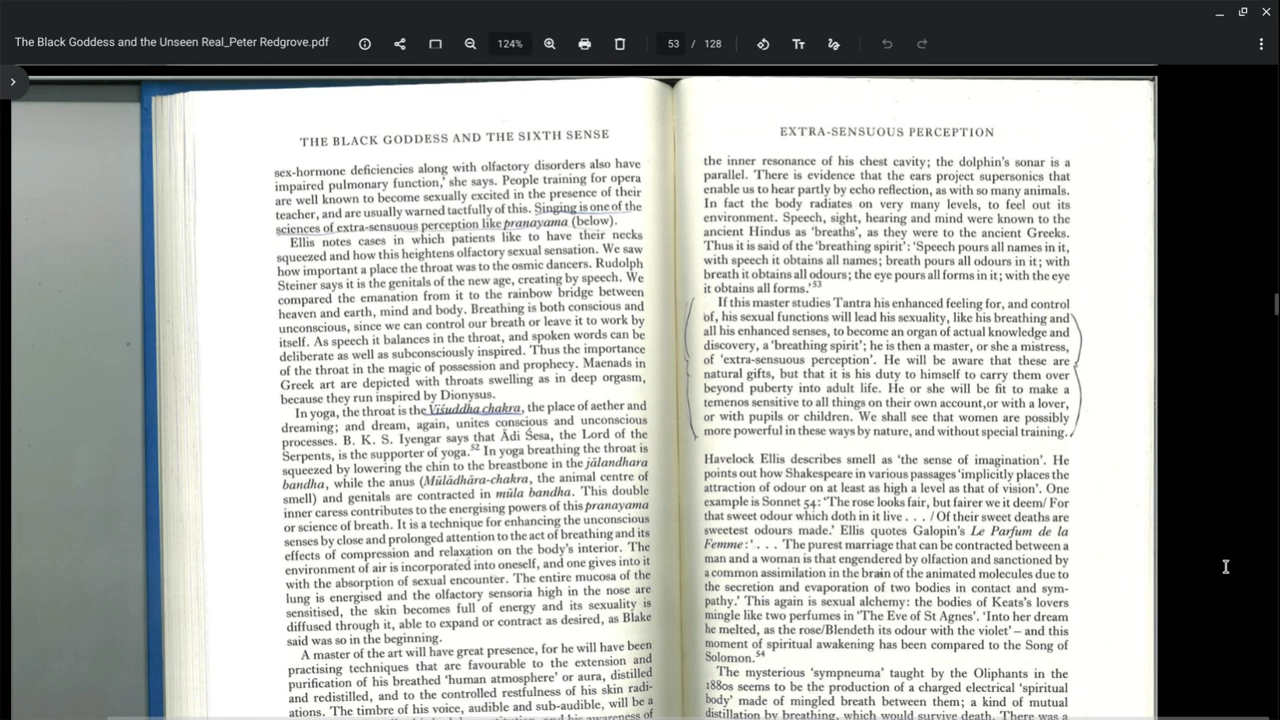 The Black Goddess and the Unseen Real_Peter Redgrove.pdf
124%
53 / 128
THE BLACK GODDESS AND THE SIXTH SENSE
sex-hormone deficiencies along with olfactory disorders also have
impaired pulmonary function,' she says. People training for opera
are well known to become sexually excited in the presence of their
teacher, and are usually warned tactfully of this. Singing is one of the
sciences of extra-sensuous perception like pranayama (below).
Ellis notes cases in which patients like to have their necks
squeezed and how this heightens olfactory sexual sensation. We saw
how important a place the throat was to the osmic dancers. Rudolph
Steiner says it is the genitals of the new age, creating by speech. We
compared the emanation from it to the rainbow bridge between
heaven and earth, mind and body. Breathing is both conscious and
unconscious, since we can control our breath or leave it to work by
itself. As speech it balances in the throat, and spoken words can be
deliberate as well as subconsciously inspired. Thus the importance
of the throat in the magic of possession and prophecy. Maenads in
Greek art are depicted with throats swelling as in deep orgasm,
because they run inspired by Dionysus.
In yoga, the throat is the Viśuddha chakra, the place of aether and
dreaming; and dream, again, unites conscious and unconscious
processes. B. K. S. Iyengar says that Ādi Śeṣa, the Lord of the
Serpents, is the supporter of yoga.52 In yoga breathing the throat is
squeezed by lowering the chin to the breastbone in the jālandhara
bandha, while the anus (Mūlādhāra-chakra, the animal centre of
smell) and genitals are contracted in mūla bandha. This double
inner caress contributes to the energising powers of this pranayama
or science of breath. It is a technique for enhancing the unconscious
senses by close and prolonged attention to the act of breathing and its
effects of compression and relaxation on the body's interior. The
environment of air is incorporated into oneself, and one gives into it
with the absorption of sexual encounter. The entire mucosa of the
lung is energised and the olfactory sensoria high in the nose are
sensitised, the skin becomes full of energy and its sexuality is
diffused through it, able to expand or contract as desired, as Blake
said was so in the beginning.
A master of the art will have great presence, for he will have been
practising techniques that are favourable to the extension and
purification of his breathed 'human atmosphere' or aura, distilled
and redistilled, and to the controlled restfulness of his skin radi-
ations. The timbre of his voice, audible and sub-audible, will be a
and his awareness of
EXTRA-SENSUOUS PERCEPTION
the inner resonance of his chest cavity; the dolphin's sonar is a
parallel. There is evidence that the ears project supersonics that
enable us to hear partly by echo reflection, as with so many animals.
In fact the body radiates on very many levels, to feel out its
environment. Speech, sight, hearing and mind were known to the
ancient Hindus as 'breaths', as they were to the ancient Greeks.
Thus it is said of the 'breathing spirit': 'Speech pours all names in it,
with speech it obtains all names; breath pours all odours in it; with
breath it obtains all odours; the eye pours all forms in it; with the eye
it obtains all forms.'53
If this master studies Tantra his enhanced feeling for, and control
of, his sexual functions will lead his sexuality, like his breathing and
all his enhanced senses, to become an organ of actual knowledge and
discovery, a 'breathing spirit'; he is then a master, or she a mistress,
of 'extra-sensuous perception'. He will be aware that these are
natural gifts, but that it is his duty to himself to carry them over
beyond puberty into adult life. He or she will be fit to make a
temenos sensitive to all things on their own account,or with a lover,
or with pupils or children. We shall see that women are possibly
more powerful in these ways by nature, and without special training.
Havelock Ellis describes smell as 'the sense of imagination'. He
points out how Shakespeare in various passages 'implicitly places the
attraction of odour on at least as high a level as that of vision'. One
example is Sonnet 54: 'The rose looks fair, but fairer we it deem/ For
that sweet odour which doth in it live . . . / Of their sweet deaths are
sweetest odours made.' Ellis quotes Galopin's Le Parfum de la
Femme:'. . . The purest marriage that can be contracted between a
man and a woman is that engendered by olfaction and sanctioned by
a common assimilation in the brain of the animated molecules due to
the secretion and evaporation of two bodies in contact and sym-
pathy.' This again is sexual alchemy: the bodies of Keats's lovers
mingle like two perfumes in 'The Eve of St Agnes'. 'Into her dream
he melted, as the rose/Blendeth its odour with the violet' – and this
moment of spiritual awakening has been compared to the Song of
Solomon.54
The mysterious 'sympneuma' taught by the Oliphants in the
1880s seems to be the production of a charged electrical 'spiritual
body' made of mingled breath between them; a kind of mutual
distillation by breathing, which would survive death. There was a